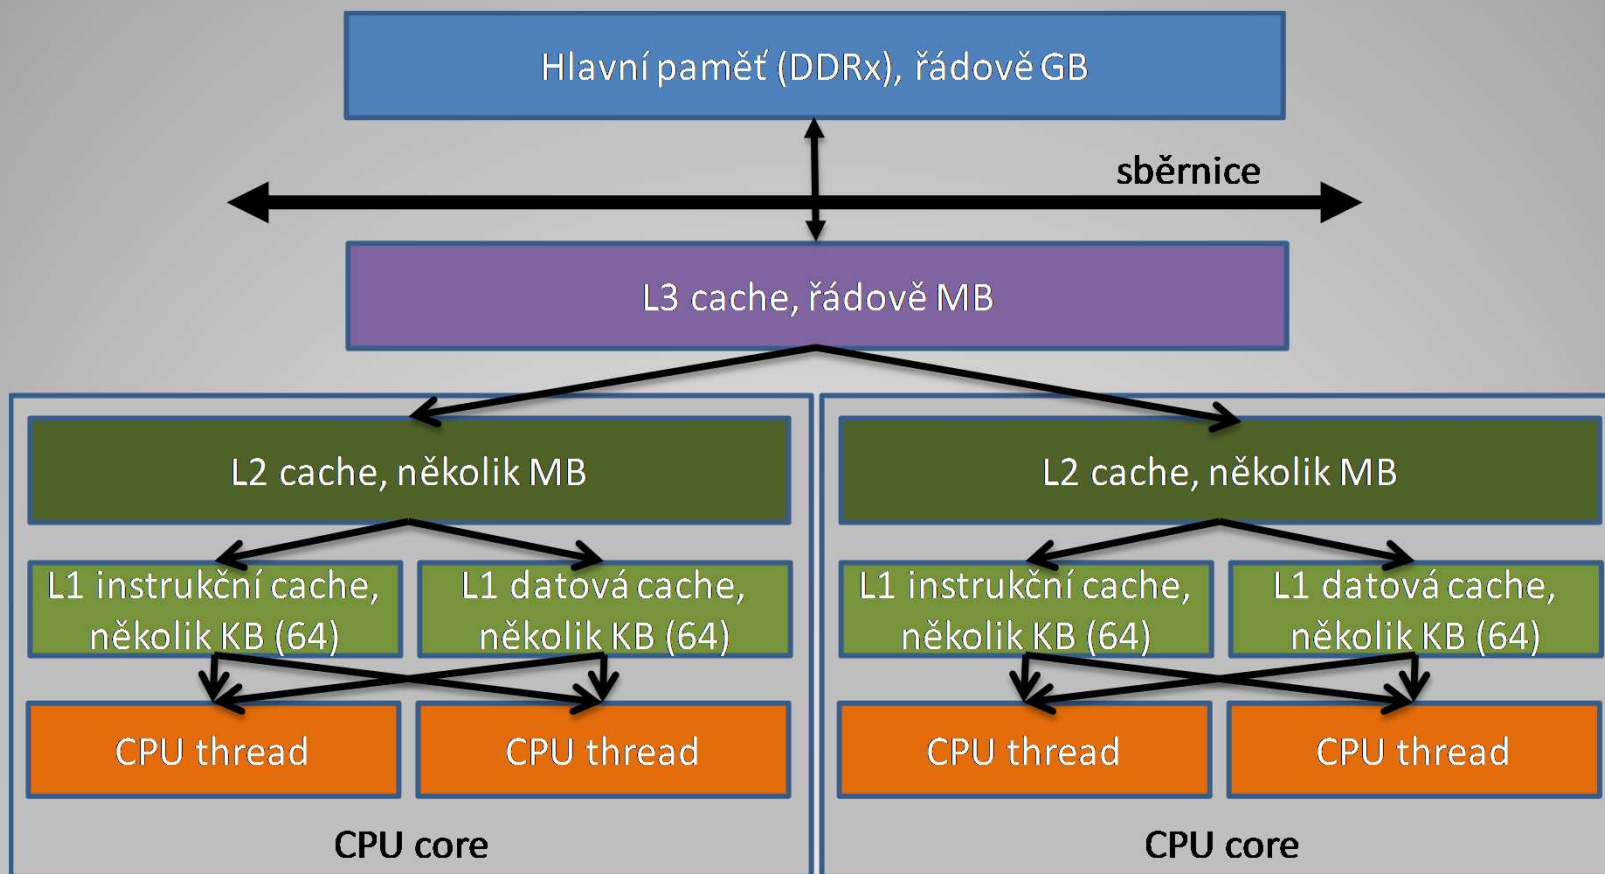 Hlavní paměť (DDRx), řádově GB
sběrnice
L3 cache, řádově MB
L2 cache, několik MB
L2 cache, několik MB
L1 instrukční cache,
několik KB (64)
L1 datová cache,
několik KB (64)
L1 instrukční cache,
několik KB (64)
L1 datová cache,
několik KB (64)
CPU thread
CPU thread
CPU thread
CPU thread
CPU core
CPU core